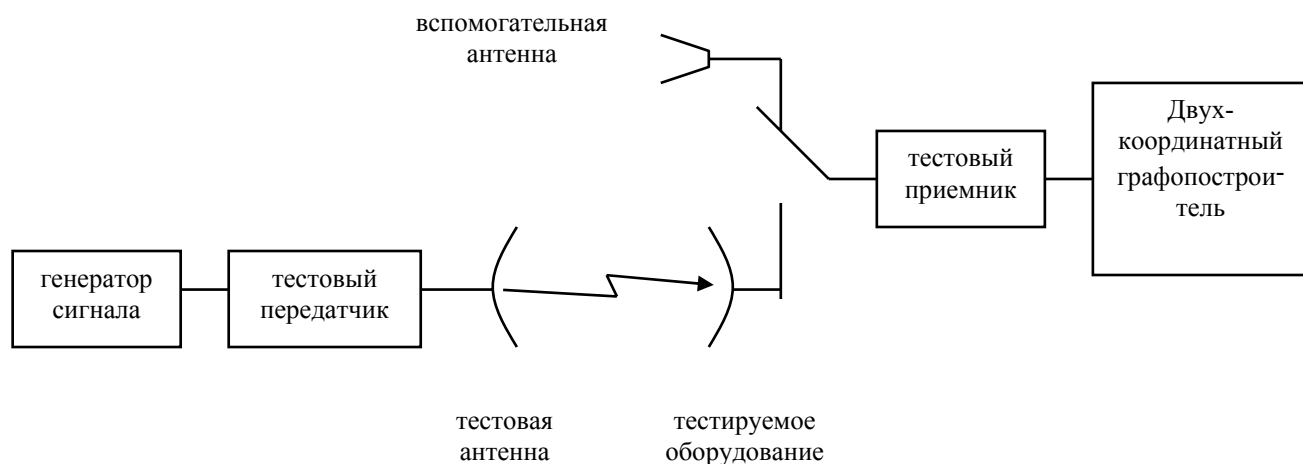 вспомогательная
антенна
Двух-
координатный
графопострои-
тель
тестовый
приемник
генератор
сигнала
тестовый
передатчик
тестовая
антенна
тестируемое
оборудование